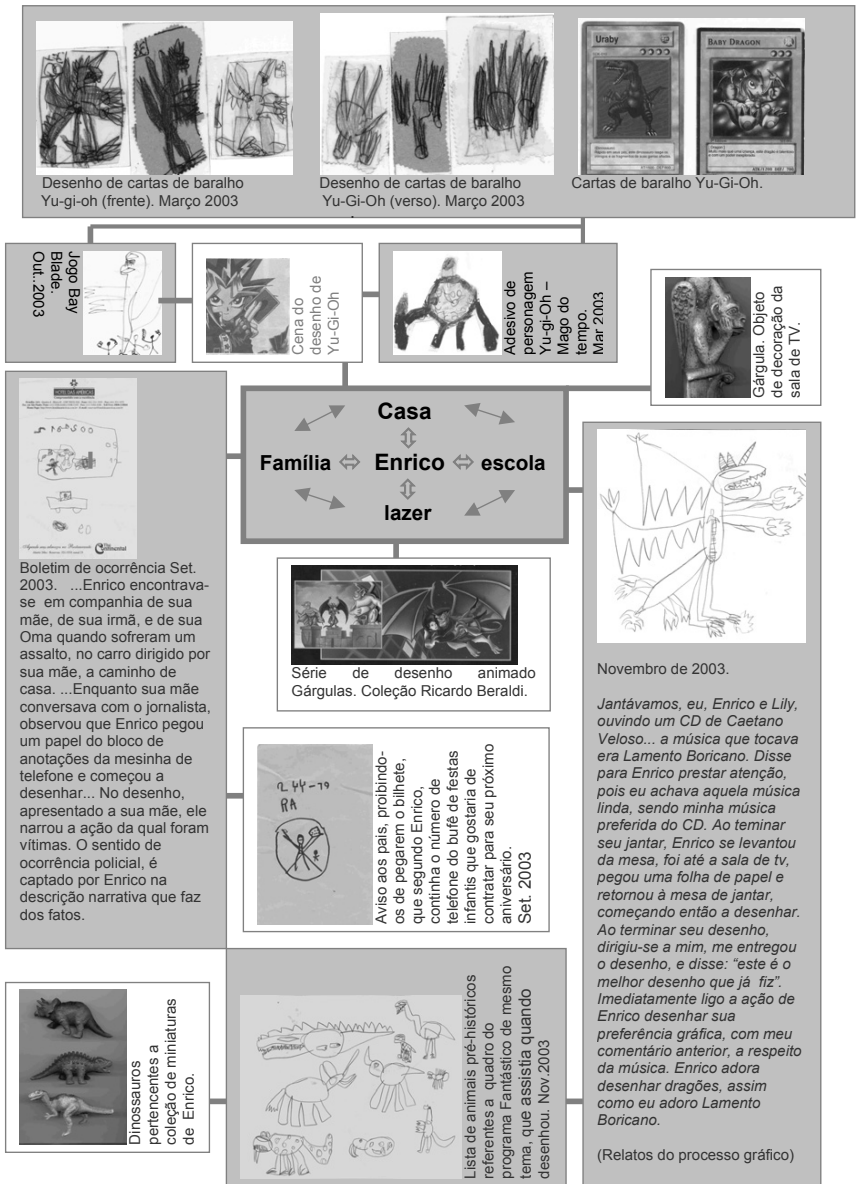 Uraby
BABY DRAGON
Desenho de cartas de baralho
Yu-gi-oh (frente). Março 2003
Desenho de cartas de baralho
Yu-Gi-Oh (verso). Março 2003
Cartas de baralho Yu-Gi-Oh.
Jogo Bay
Blade.
Out..2003
Cena do
desenho de
Yu-Gi-Oh
Adesivo de
personagem
Yu-gi-Oh –
Mago do
tempo.
Mar 2003
Gárgula. Objeto
de decoração da
sala de TV.
Casa
Família Enrico escola
lazer
Boletim de ocorrência Set.
2003. ...Enrico encontrava-
se em companhia de sua
mãe, de sua irmã, e de sua
Oma quando sofreram um
assalto, no carro dirigido por
sua mãe, a caminho de
casa. ...Enquanto sua mãe
conversava com o jornalista,
observou que Enrico pegou
um papel do bloco de
anotações da mesinha de
telefone e começou a
desenhar... No desenho,
apresentado a sua mãe, ele
narrou a ação da qual foram
vítimas. O sentido de
ocorrência policial, é
captado por Enrico na
descrição narrativa que faz
dos fatos.
Série de desenho animado
Gárgulas. Coleção Ricardo Beraldi.
244-79
RA
Aviso aos pais, proibindo-
os de pegarem o bilhete,
que segundo Enrico,
continha o número de
telefone do bufê de festas
infantis que gostaria de
contratar para seu próximo
aniversário.
Set. 2003
Novembro de 2003.
Jantávamos, eu, Enrico e Lily,
ouvindo um CD de Caetano
Veloso... a música que tocava
era Lamento Boricano. Disse
para Enrico prestar atenção,
pois eu achava aquela música
linda, sendo minha música
preferida do CD. Ao teminar
seu jantar, Enrico se levantou
da mesa, foi até a sala de tv,
pegou uma folha de papel e
retornou à mesa de jantar,
começando então a desenhar.
Ao terminar seu desenho,
dirigiu-se a mim, me entregou
o desenho, e disse: “este é o
melhor desenho que já fiz”.
Imediatamente ligo a ação de
Enrico desenhar sua
preferência gráfica, com meu
comentário anterior, a respeito
da música. Enrico adora
desenhar dragões, assim
como eu adoro Lamento
Boricano.
(Relatos do processo gráfico)
Dinossauros
pertencentes a
coleção de miniaturas
de Enrico.
Lista de animais pré-históricos
referentes a quadro do
programa Fantástico de mesmo
tema, que assistia quando
desenhou. Nov.2003